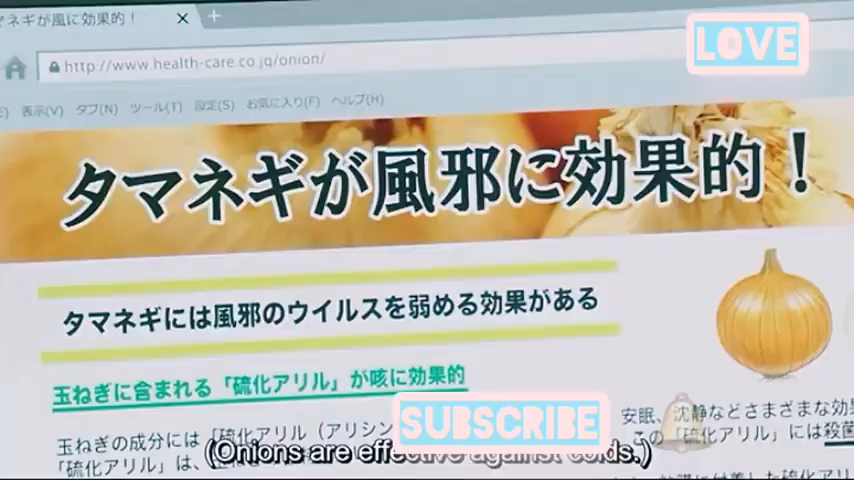 マネギが風に効果的！
LOVE
http://www.health-care.co.jq/onion/
表示(V) タブ(N) ツール(T) 設定(S) お気に入り(F) ヘルプ(H)
タマネギが風邪に効果的！
タマネギには風邪のウイルスを弱める効果がある
玉ねぎに含まれる「硫化アリル」が咳に効果的
玉ねぎの成分には「硫化アリル（アリシン
「硫化アリル」は、
SUBSCRIBE
安眠、沈静などさまざまな効果
この「硫化アリル」には殺菌
(Onions are effective against colds.)